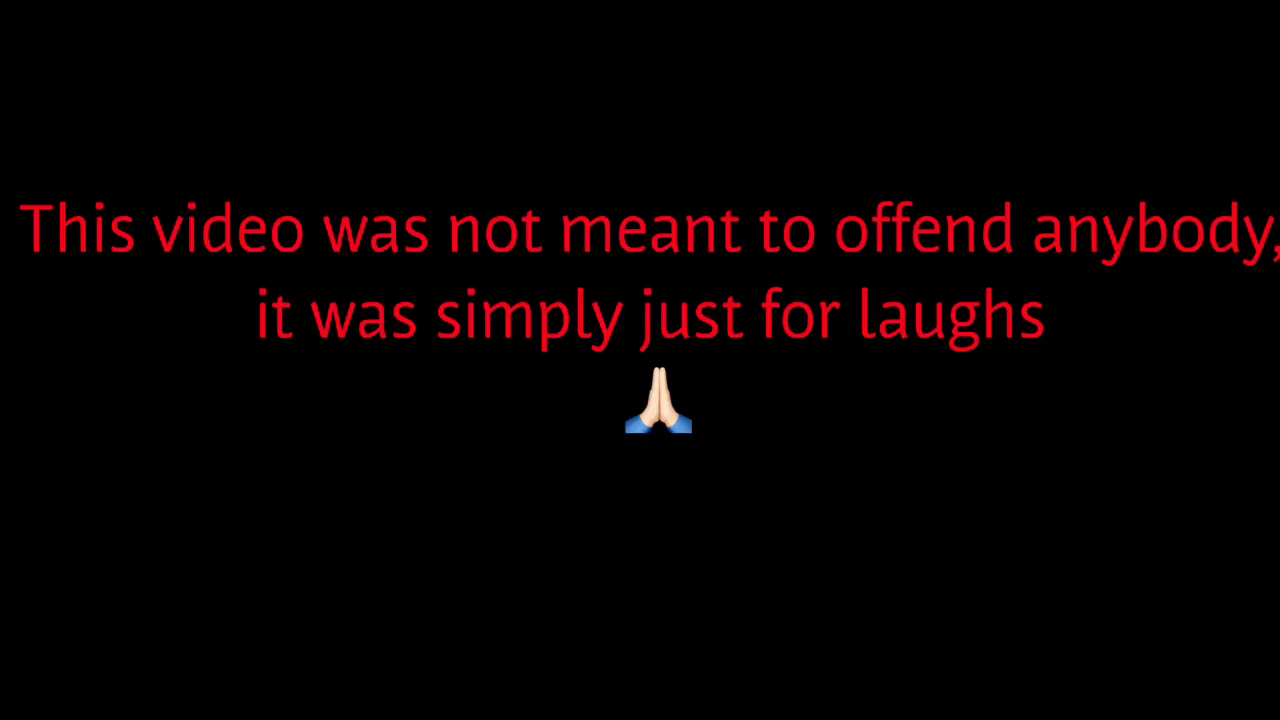 This video was not meant to offend anybody,
it was simply just for laughs
🙏🏻